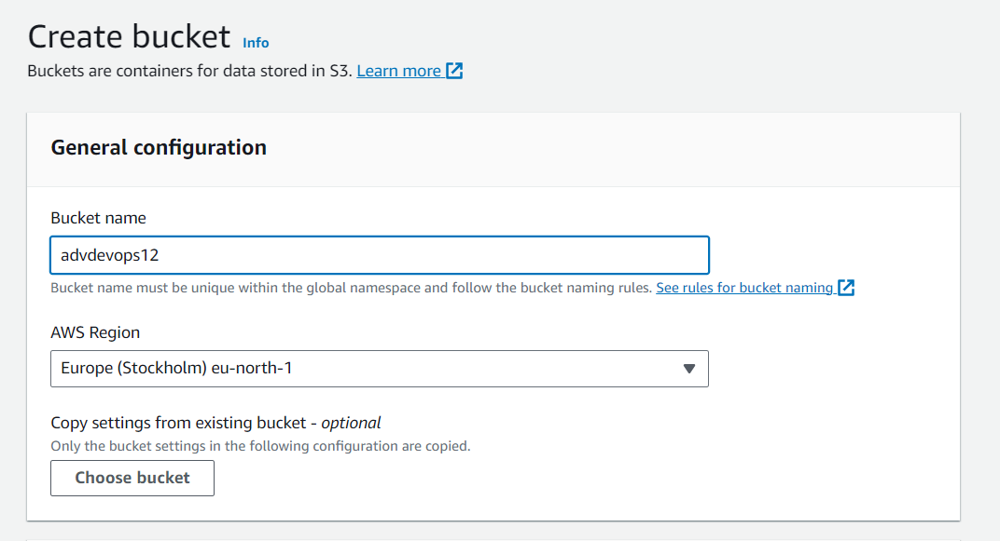 Create bucket Info
Buckets are containers for data stored in S3. Learn more
General configuration
Bucket name
advdevops12
Bucket name must be unique within the global namespace and follow the bucket naming rules. See rules for bucket naming
AWS Region
Europe (Stockholm) eu-north-1
Copy settings from existing bucket - optional
Only the bucket settings in the following configuration are copied.
Choose bucket